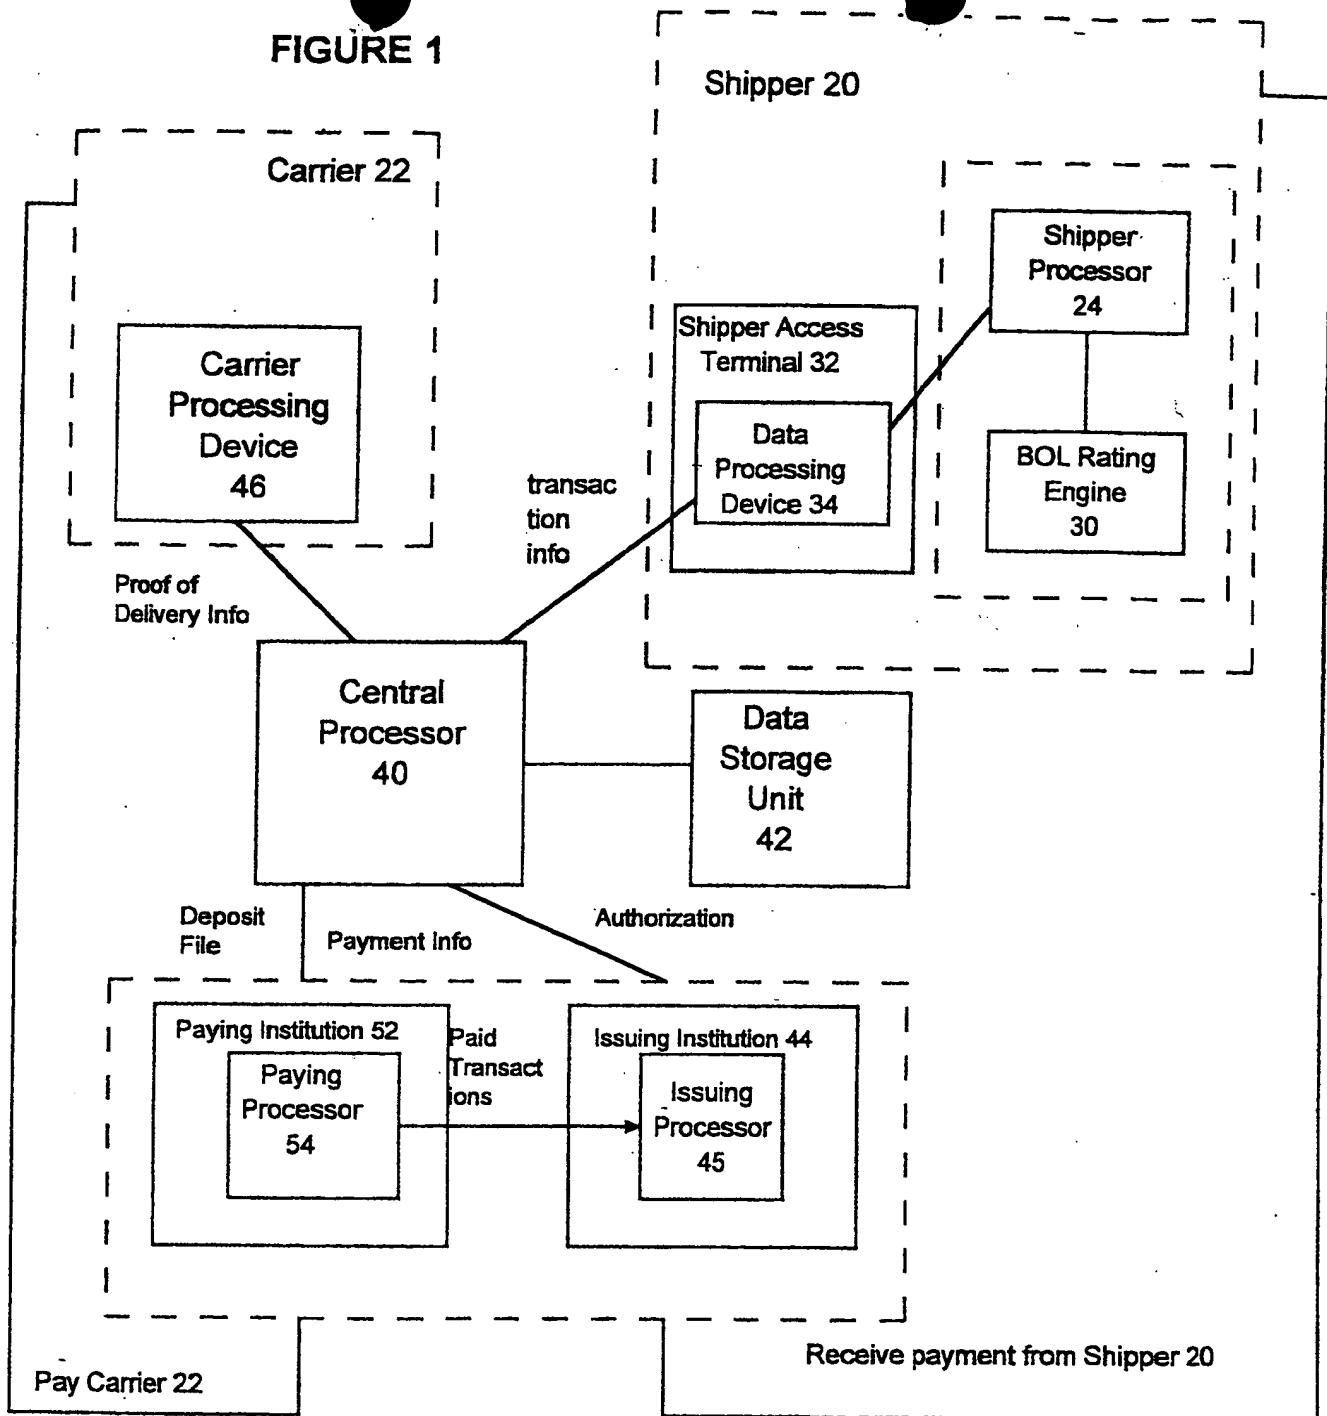 FIGURE 1
Shipper 20
Carrier 22
Shipper
Processor
24
Shipper Access
Terminal 32
Carrier
Processing
Device
46
Data
Processing
Device 34
BOL Rating
Engine
30
transac
tion
info
Proof of
Delivery Info
Central
Processor
40
Data
Storage
Unit
42
Deposit
File
Payment Info
Authorization
Paying Institution 52
Paid
Transact
ions
Issuing Institution 44
Paying
Processor
54
Issuing
Processor
45
Receive payment from Shipper 20
Pay Carrier 22